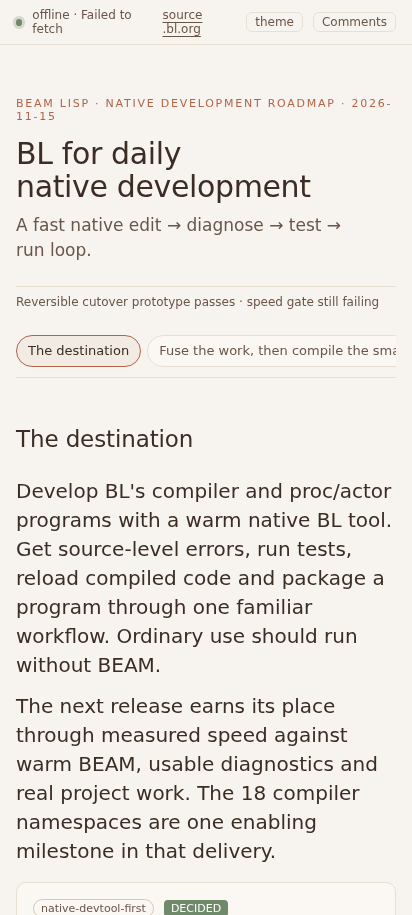 offline · Failed to fetch
source.bl.org
theme
Comments
BEAM LISP · NATIVE DEVELOPMENT ROADMAP · 2026-11-15
BL for daily
native development
A fast native edit → diagnose → test →
run loop.
Reversible cutover prototype passes · speed gate still failing
The destination
Fuse the work, then compile the sma
The destination
Develop BL's compiler and proc/actor
programs with a warm native BL tool.
Get source-level errors, run tests,
reload compiled code and package a
program through one familiar
workflow. Ordinary use should run
without BEAM.
The next release earns its place
through measured speed against
warm BEAM, usable diagnostics and
real project work. The 18 compiler
namespaces are one enabling
milestone in that delivery.
native-devtool-first
DECIDED